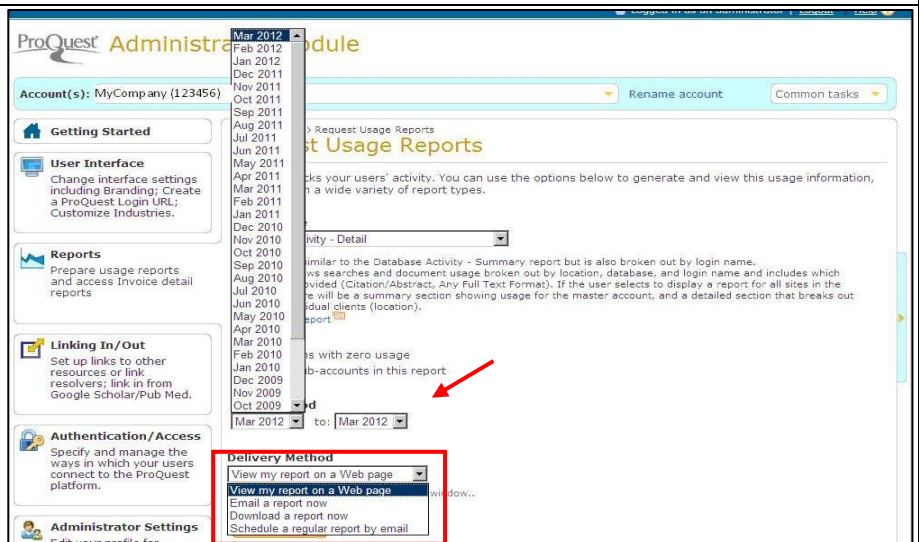 Logged in as an administrator | Logout Help
ProQuest Administra odule
Account(s): MyCompany (123456)
Rename account
Common tasks
Getting Started
User Interface
Change interface settings
including Branding; Create
a ProQuest Login URL;
Customize Industries.
Reports
Prepare usage reports
and access Invoice detail
reports
Linking In/Out
Set up links to other
resources or link
resolvers; link in from
Google Scholar/Pub Med.
Authentication/Access
Specify and manage the
ways in which your users
connect to the ProQuest
platform.
Administrator Settings
Edit your profile for
Mar 2012
Feb 2012
Jan 2012
Dec 2011
Nov 2011
Oct 2011
Sep 2011
Aug 2011
Jul 2011
Jun 2011
May 2011
Apr 2011
Mar 2011
Feb 2011
Jan 2011
Dec 2010
Nov 2010
Oct 2010
Sep 2010
Aug 2010
Jul 2010
Jun 2010
May 2010
Apr 2010
Mar 2010
Feb 2010
Jan 2010
Dec 2009
Nov 2009
Oct 2009
> Request Usage Reports
st Usage Reports
cks your users' activity. You can use the options below to generate and view this usage information,
n a wide variety of report types.
ivity - Detail
similar to the Database Activity - Summary report but is also broken out by login name.
ws searches and document usage broken out by location, database, and login name and includes which
ovided (Citation/Abstract, Any Full Text Format). If the user selects to display a report for all sites in the
re will be a summary section showing usage for the master account, and a detailed section that breaks out
idual clients (location).
eport
ns with zero usage
ub-accounts in this report
od
Mar 2012 to: Mar 2012
Delivery Method
View my report on a Web page
View my report on a Web page
window..
Email a report now
Download a report now
Schedule a regular report by email